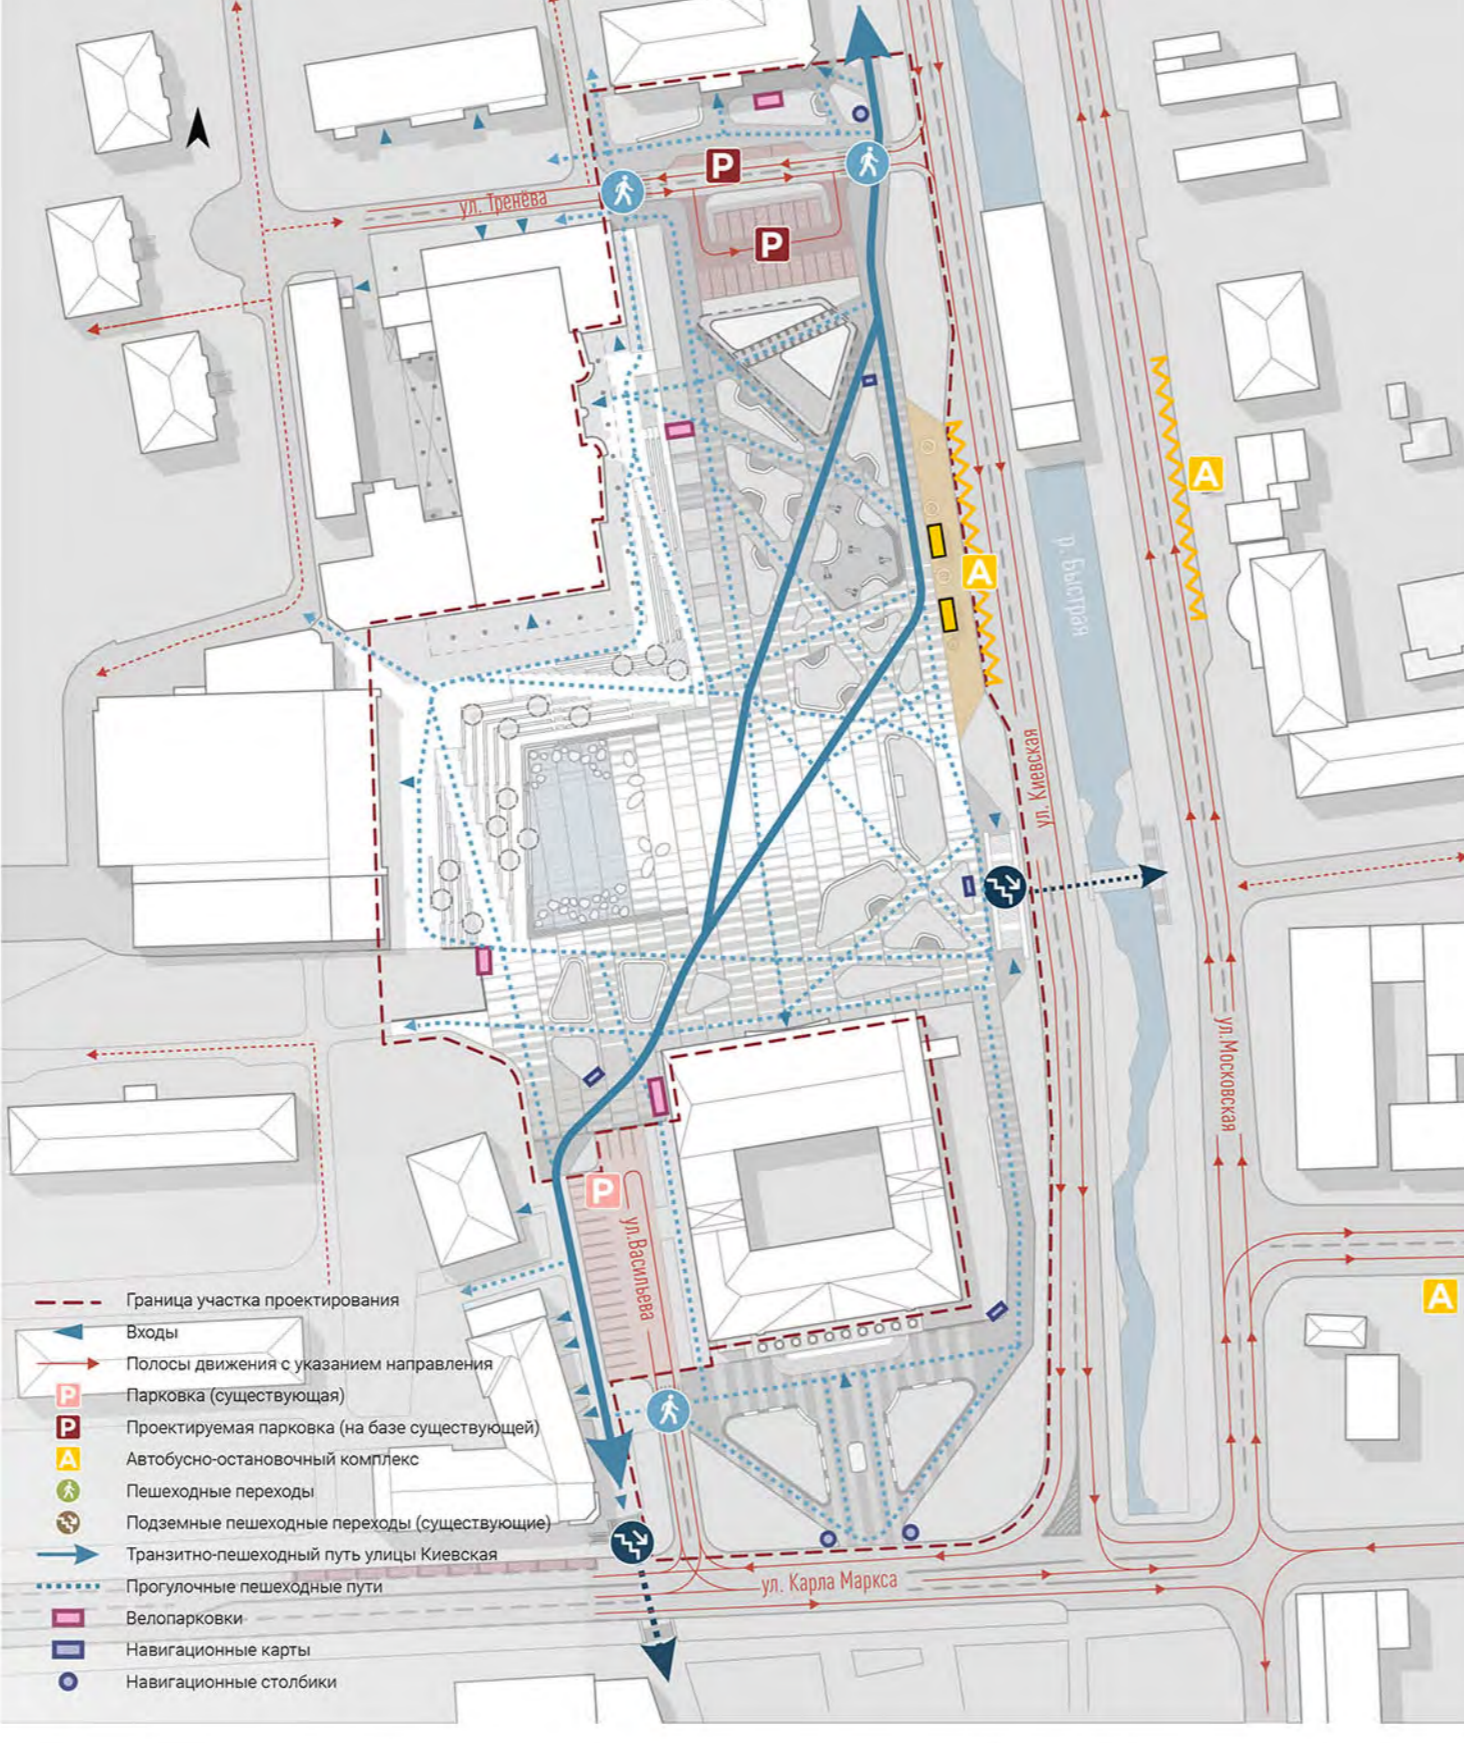 P
ул. Тренёва
P
А
А
р. Быстрая
ул. Киевская
ул. Московская
P
ул. Васильева
А
Граница участка проектирования
Входы
Полосы движения с указанием направления
P Парковка (существующая)
P Проектируемая парковка (на базе существующей)
А Автобусно-остановочный комплекс
Пешеходные переходы
Подземные пешеходные переходы (существующие)
Транзитно-пешеходный путь улицы Киевская
Прогулочные пешеходные пути
ул. Карла Маркса
Велопарковки
Навигационные карты
Навигационные столбики